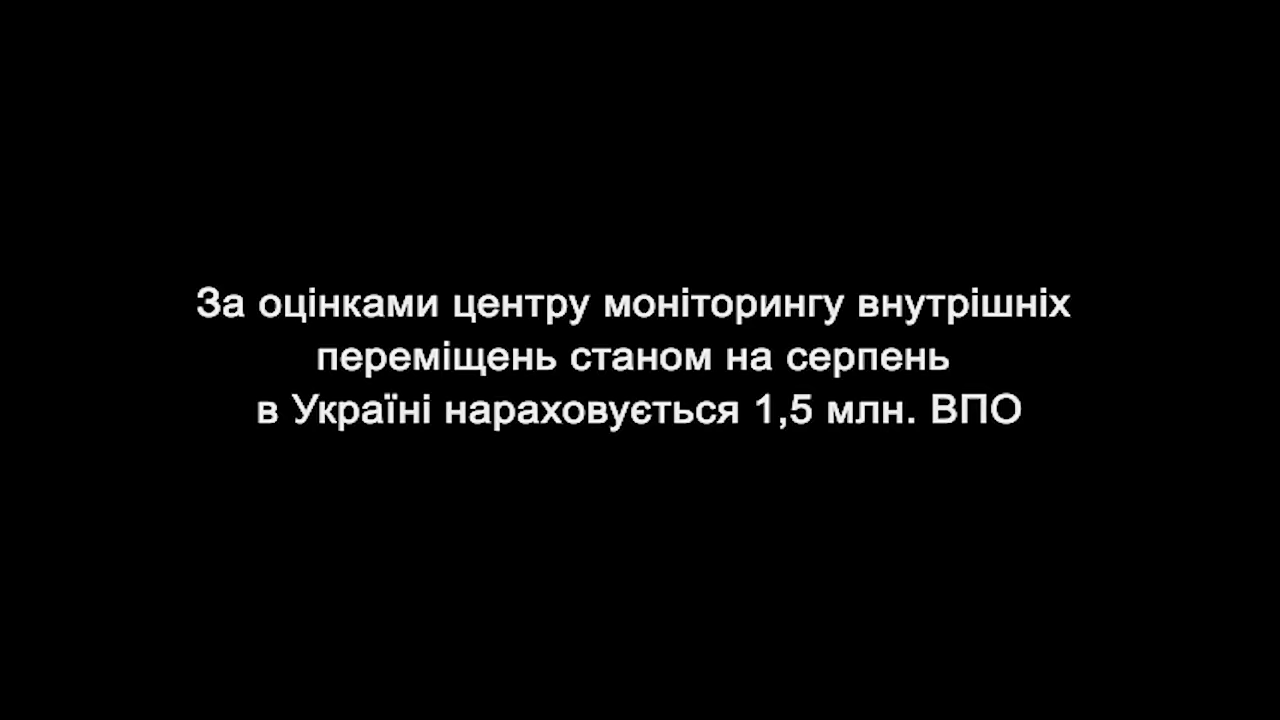 За оцінками центру моніторингу внутрішніх
переміщень станом на серпень
в Україні нараховується 1,5 млн. ВПО